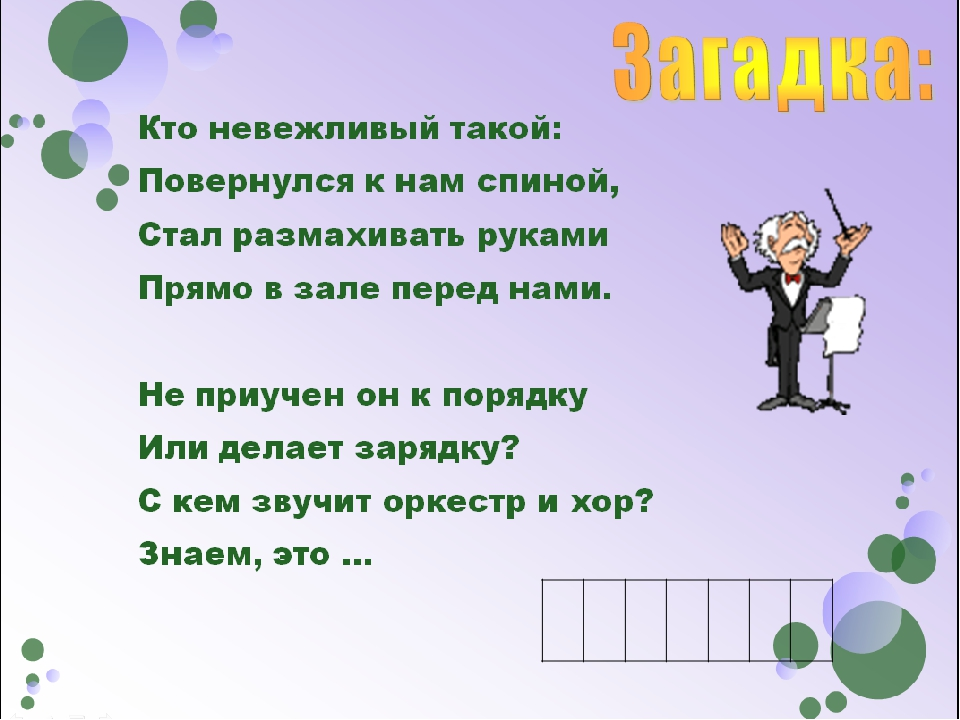 Загадка:
Кто невежливый такой:
Повернулся к нам спиной,
Стал размахивать руками
Прямо в зале перед нами.
Не приучен он к порядку
Или делает зарядку?
С кем звучит оркестр и хор?
Знаем, это ...